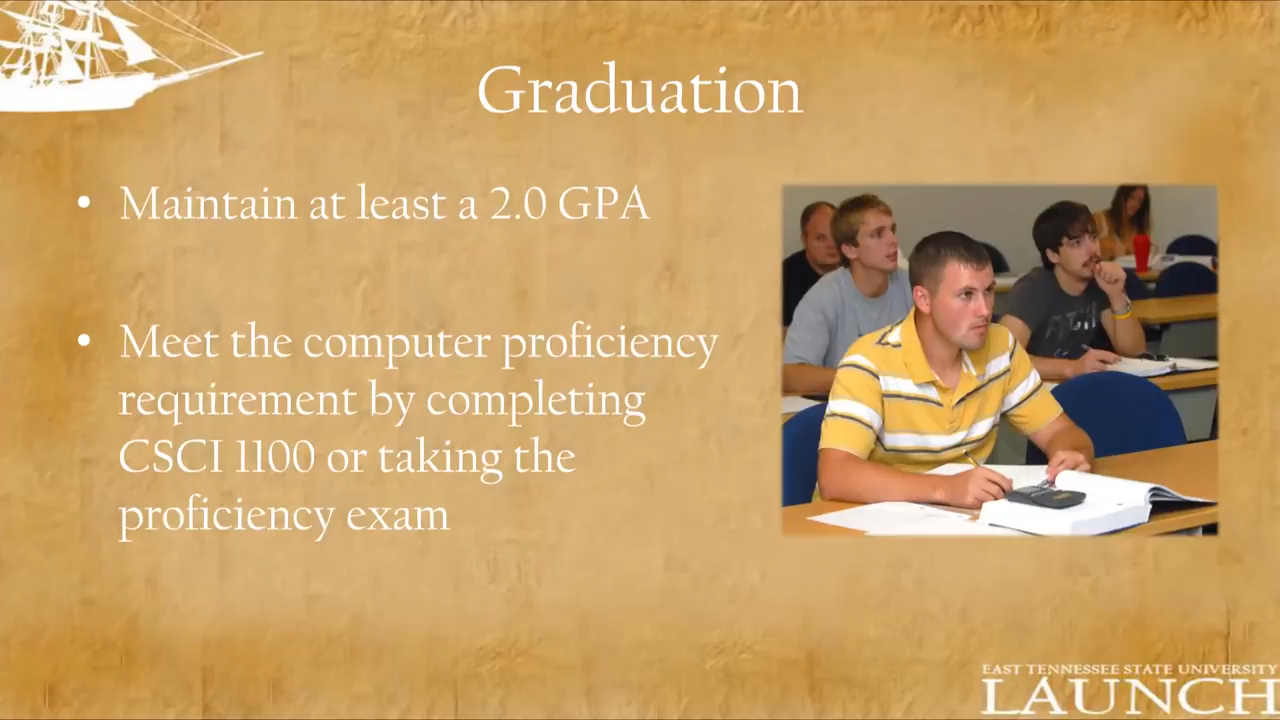 Graduation
• Maintain at least a 2.0 GPA
• Meet the computer proficiency
requirement by completing
CSCI 1100 or taking the
proficiency exam
EAST TENNESSEE STATE UNIVERSITY
LAUNCH